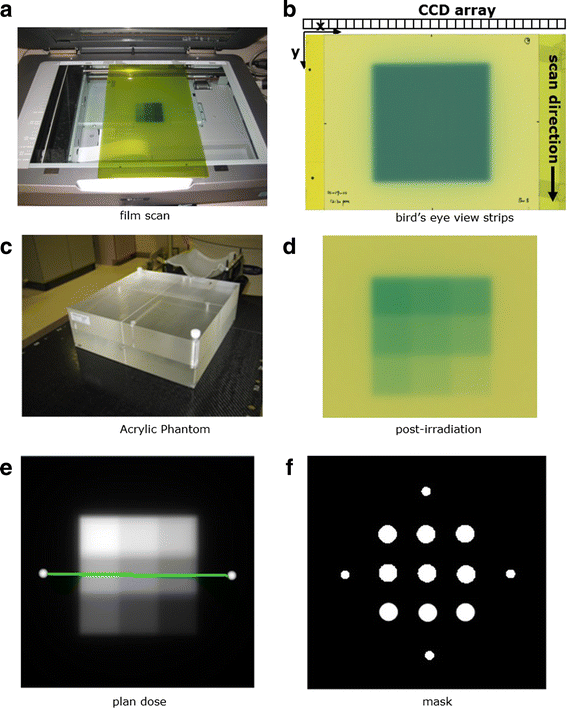 a
film scan
b
CCD array
x
y
scan direction
bird's eye view strips
c
Acrylic Phantom
d
post-irradiation
e
plan dose
f
mask